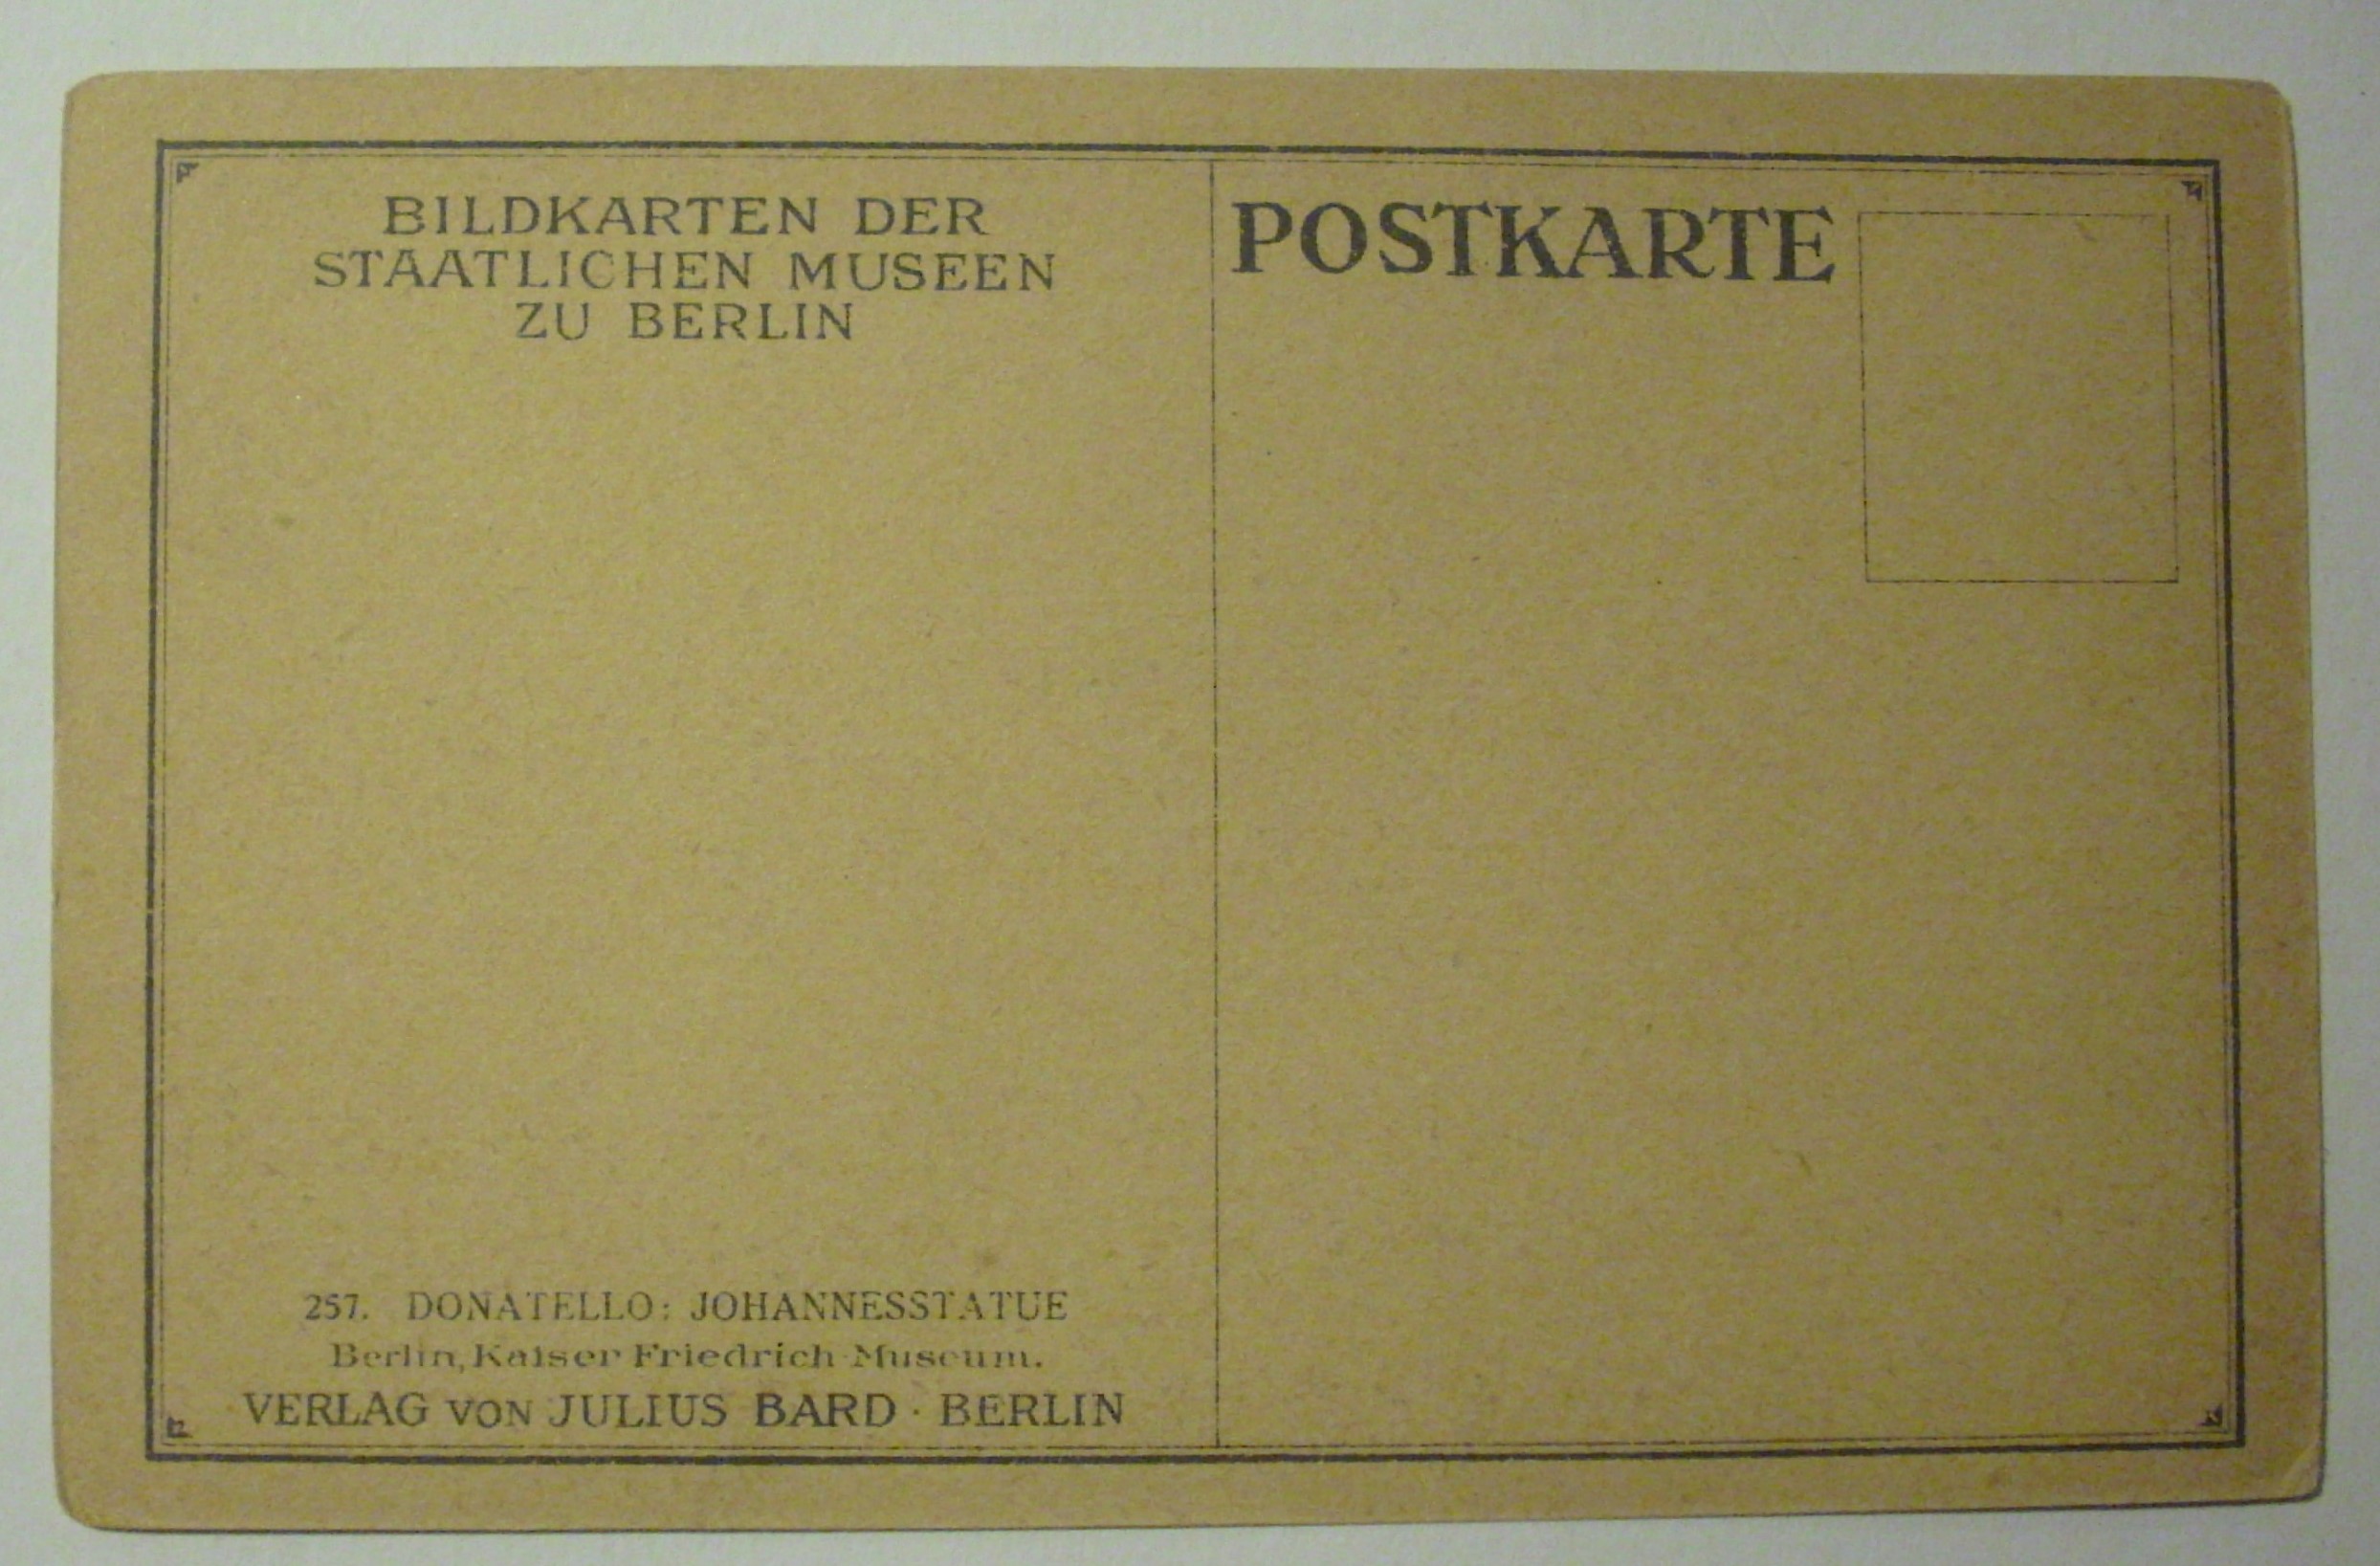 BILDKARTEN DER
STAATLICHEN MUSEEN
ZU BERLIN
POSTKARTE
257. DONATELLO: JOHANNESSTATUE
Berlin, Kaiser Friedrich Museum.
VERLAG VON JULIUS BARD · BERLIN